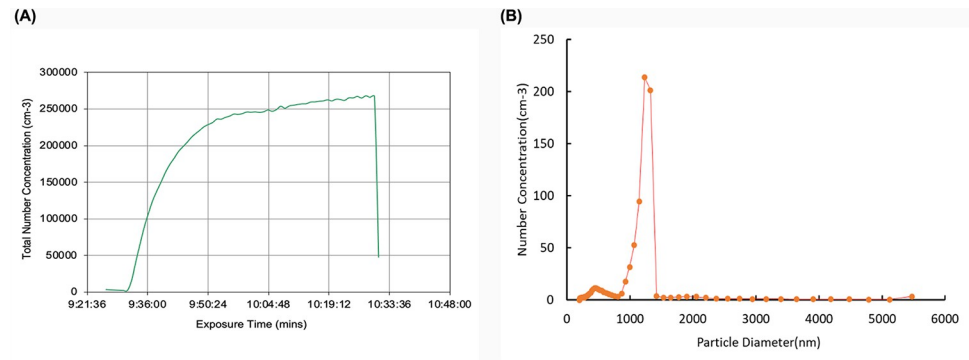 (A)
300000
250000
200000
150000
100000
50000
0
Total Number Concentration (cm-3)
9:21:36 9:36:00 9:50:24 10:04:48 10:19:12 10:33:36 10:48:00
Exposure Time (mins)
(B)
250
200
150
100
50
0
Number Concentration(cm-3)
0 1000 2000 3000 4000 5000 6000
Particle Diameter(nm)